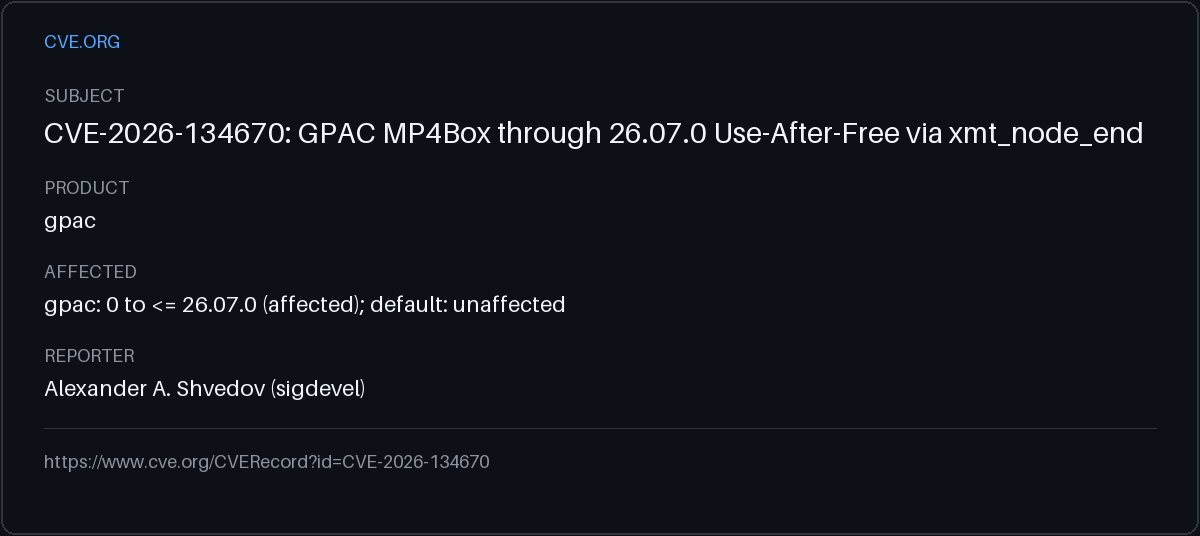 CVE.ORG
SUBJECT
CVE-2026-134670: GPAC MP4Box through 26.07.0 Use-After-Free via xmt_node_end
PRODUCT
gpac
AFFECTED
gpac: 0 to <= 26.07.0 (affected); default: unaffected
REPORTER
Alexander A. Shvedov (sigdevel)
https://www.cve.org/CVERecord?id=CVE-2026-134670